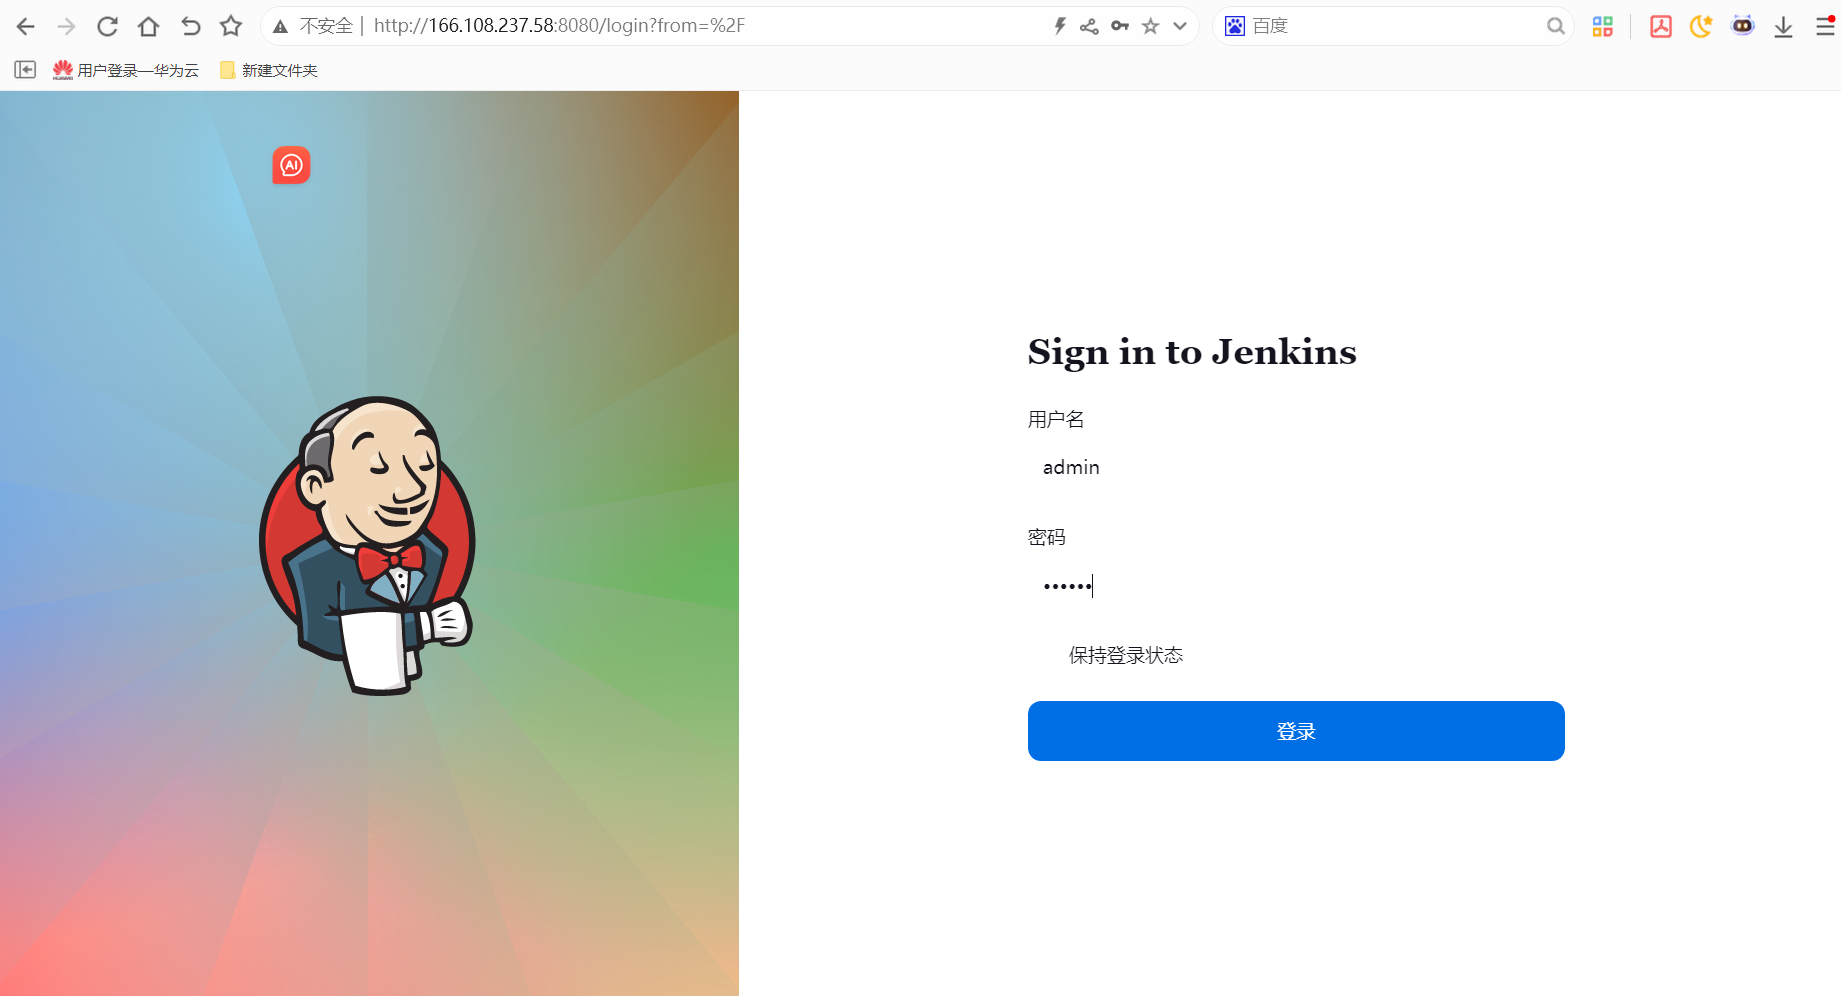 不安全 | http://166.108.237.58:8080/login?from=%2F
百度
用户登录—华为云
新建文件夹
AI
Sign in to Jenkins
用户名
admin
密码
••••••
保持登录状态
登录